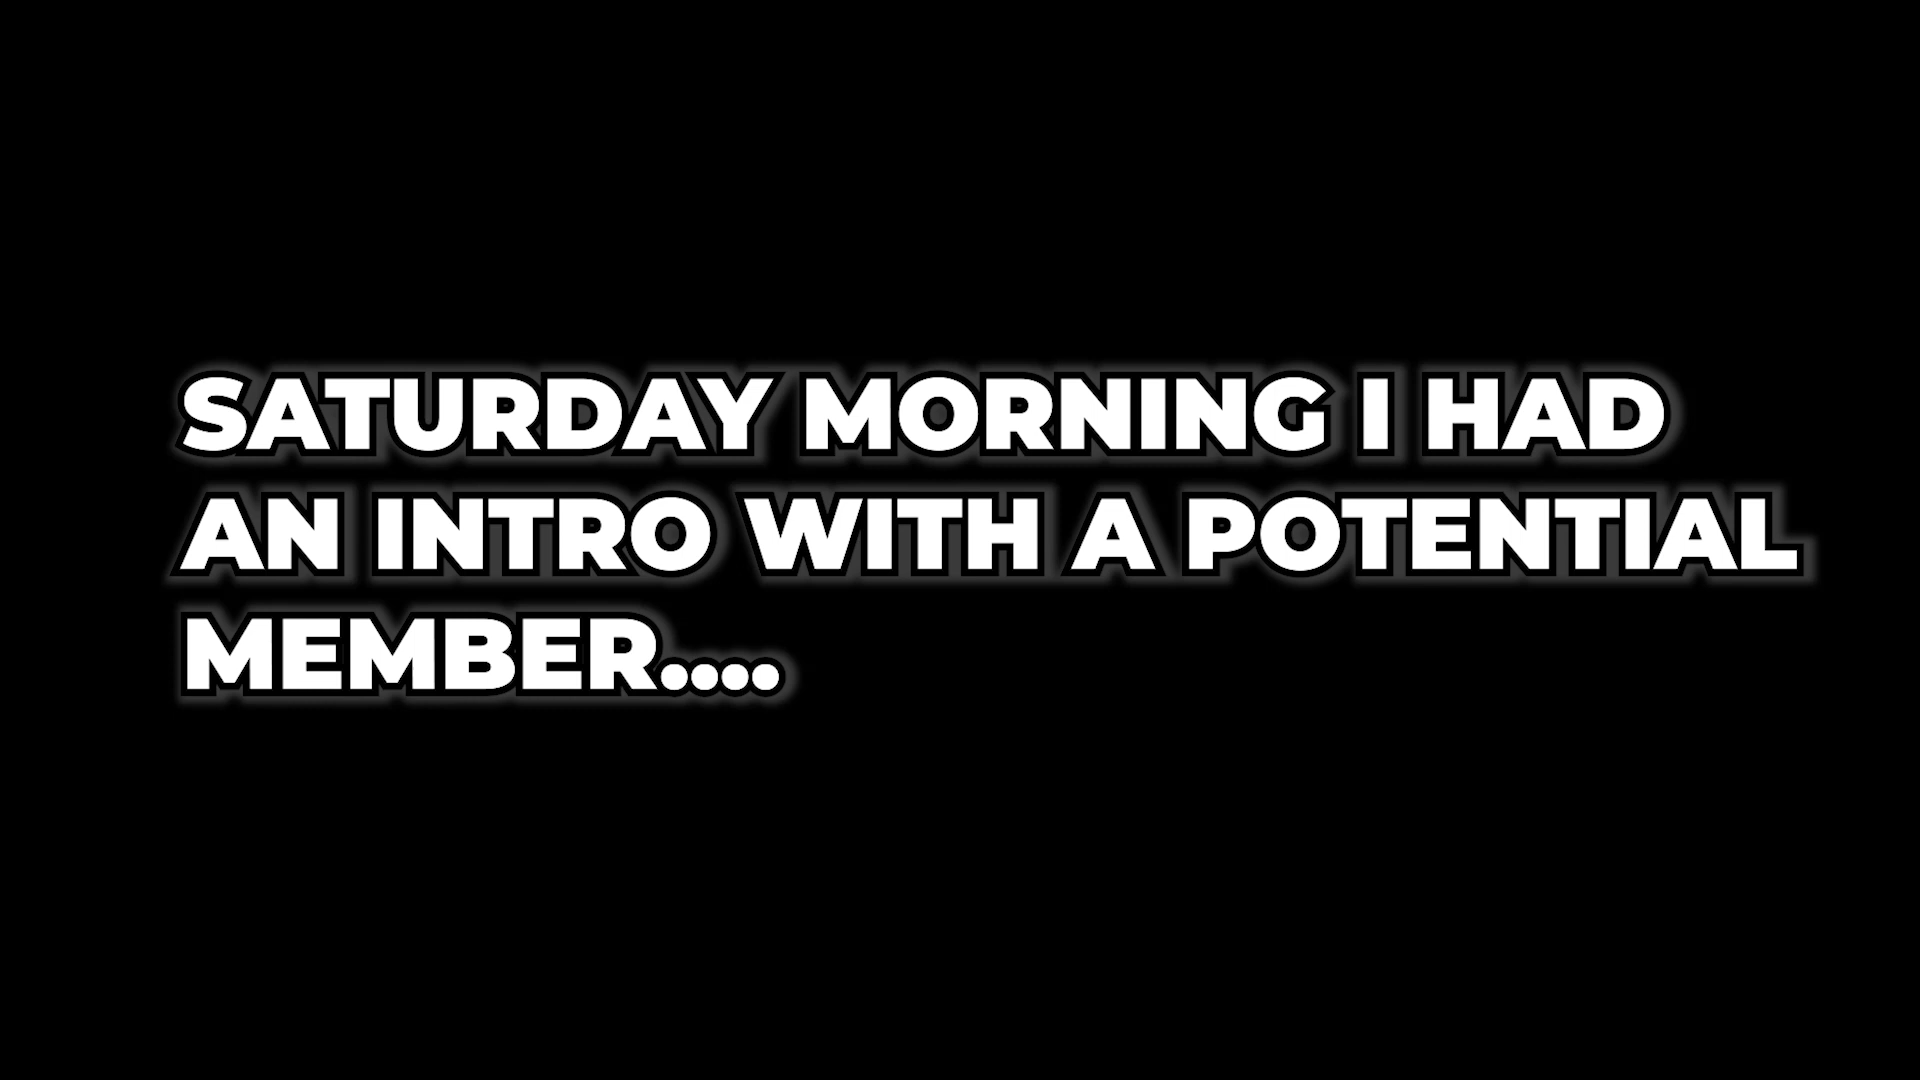 SATURDAY MORNING I HAD
AN INTRO WITH A POTENTIAL
MEMBER....